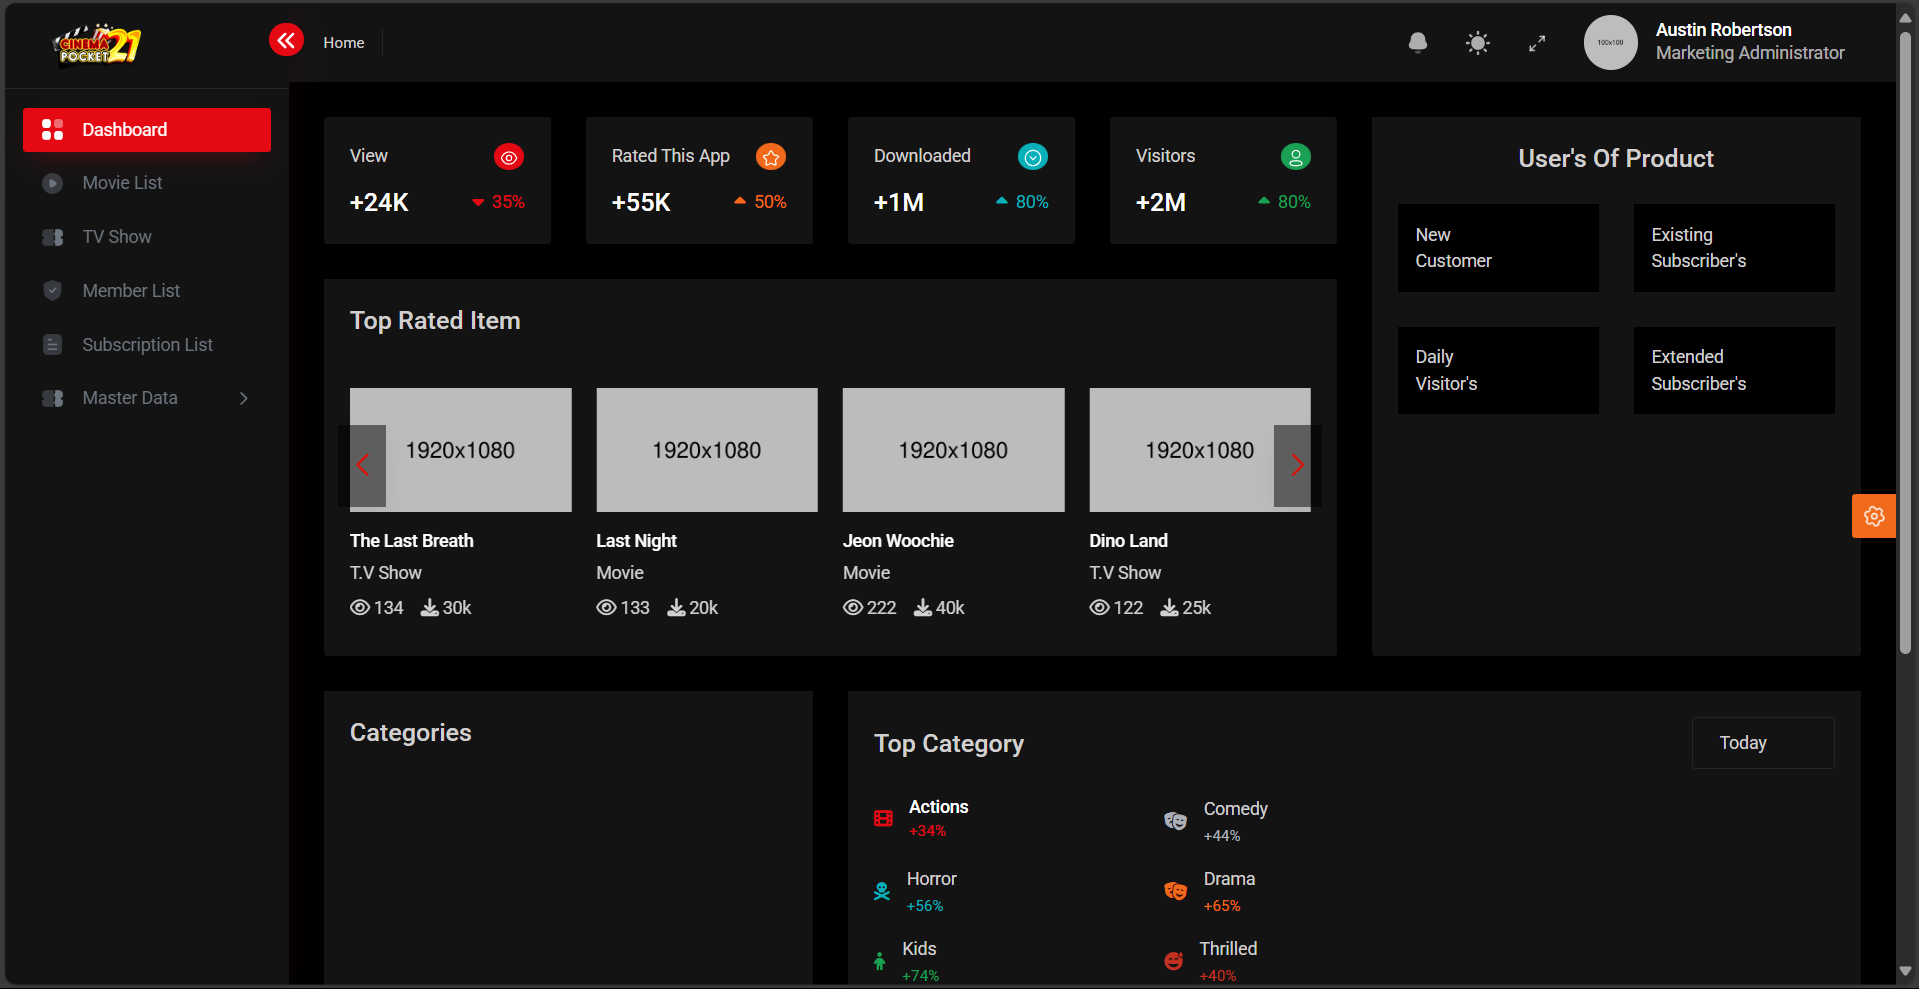 CINEMA 21
POCKET
Home
100x100
Austin Robertson
Marketing Administrator
Dashboard
Movie List
TV Show
Member List
Subscription List
Master Data
View
+24K
35%
Rated This App
+55K
50%
Downloaded
+1M
80%
Visitors
+2M
80%
User's Of Product
New
Customer
Existing
Subscriber's
Daily
Visitor's
Extended
Subscriber's
Top Rated Item
1920x1080
The Last Breath
T.V Show
134 30k
1920x1080
Last Night
Movie
133 20k
1920x1080
Jeon Woochie
Movie
222 40k
1920x1080
Dino Land
T.V Show
122 25k
Categories
Top Category
Today
Actions
+34%
Comedy
+44%
Horror
+56%
Drama
+65%
Kids
+74%
Thrilled
+40%